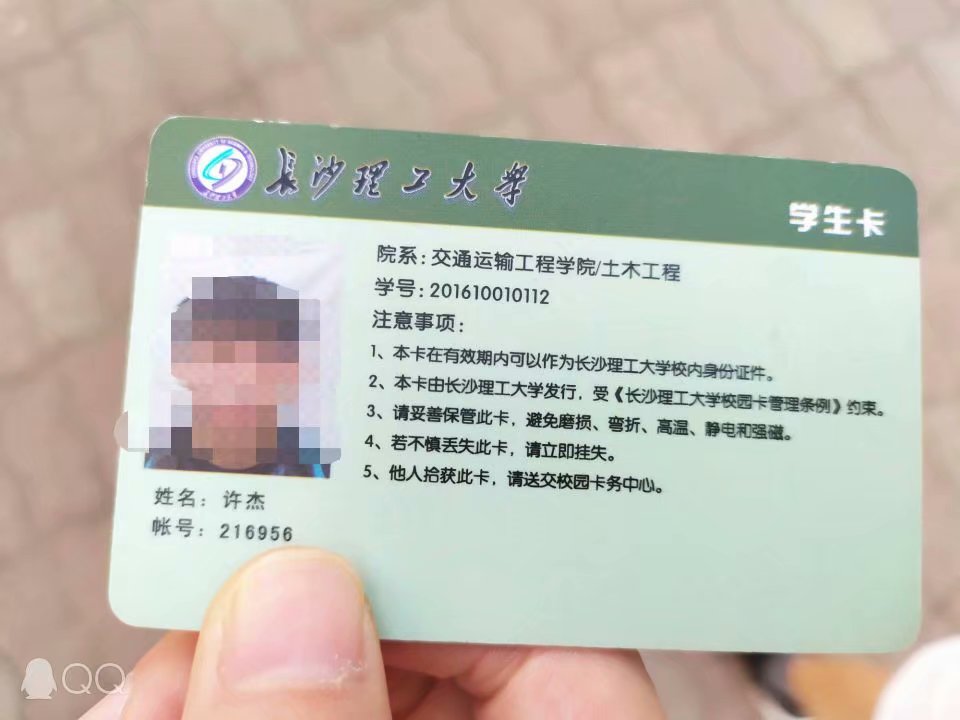 长沙理工大学
学生卡
院系:交通运输工程学院/土木工程
学号:201610010112
注意事项:
1、本卡在有效期内可以作为长沙理工大学校内身份证件。
2、本卡由长沙理工大学发行，受《长沙理工大学校园卡管理条例》约束。
3、请妥善保管此卡，避免磨损、弯折、高温、静电和强磁。
4、若不慎丢失此卡，请立即挂失。
5、他人拾获此卡，请送交校园卡务中心。
姓名: 许杰
帐号: 216956
QQ